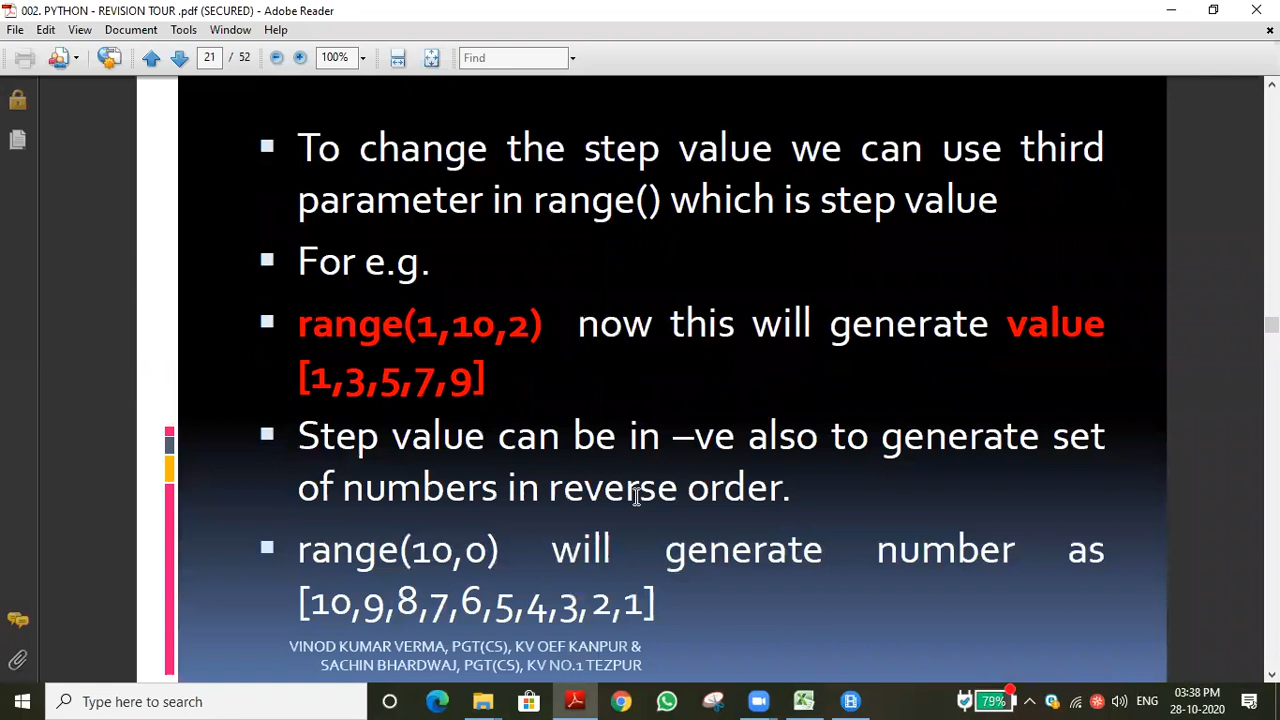 002. PYTHON - REVISION TOUR .pdf (SECURED) - Adobe Reader
File Edit View Document Tools Window Help
21 / 52 100% Find
To change the step value we can use third
parameter in range() which is step value
For e.g.
range(1,10,2) now this will generate value
[1,3,5,7,9]
Step value can be in –ve also to generate set
of numbers in reverse order.
range(10,0) will generate number as
[10,9,8,7,6,5,4,3,2,1]
VINOD KUMAR VERMA, PGT(CS), KV OEF KANPUR &
SACHIN BHARDWAJ, PGT(CS), KV NO.1 TEZPUR
Type here to search
79% ENG 03:38 PM
28-10-2020